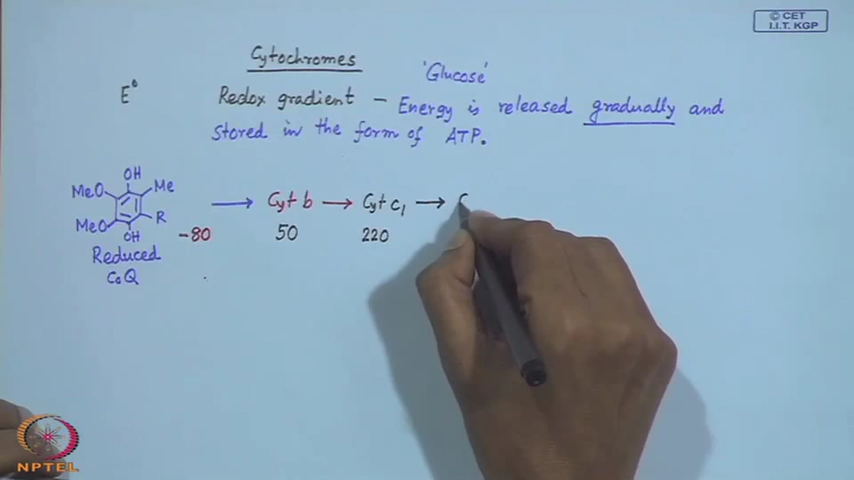 © CET
I.I.T. KGP
Cytochromes
'Glucose'
E°
Redox gradient — Energy is released gradually and
stored in the form of ATP.
OH
MeO
Me
MeO
R
OH
→ Cyt b → Cyt c1 → C
-80
50
220
Reduced
CoQ
NPTEL